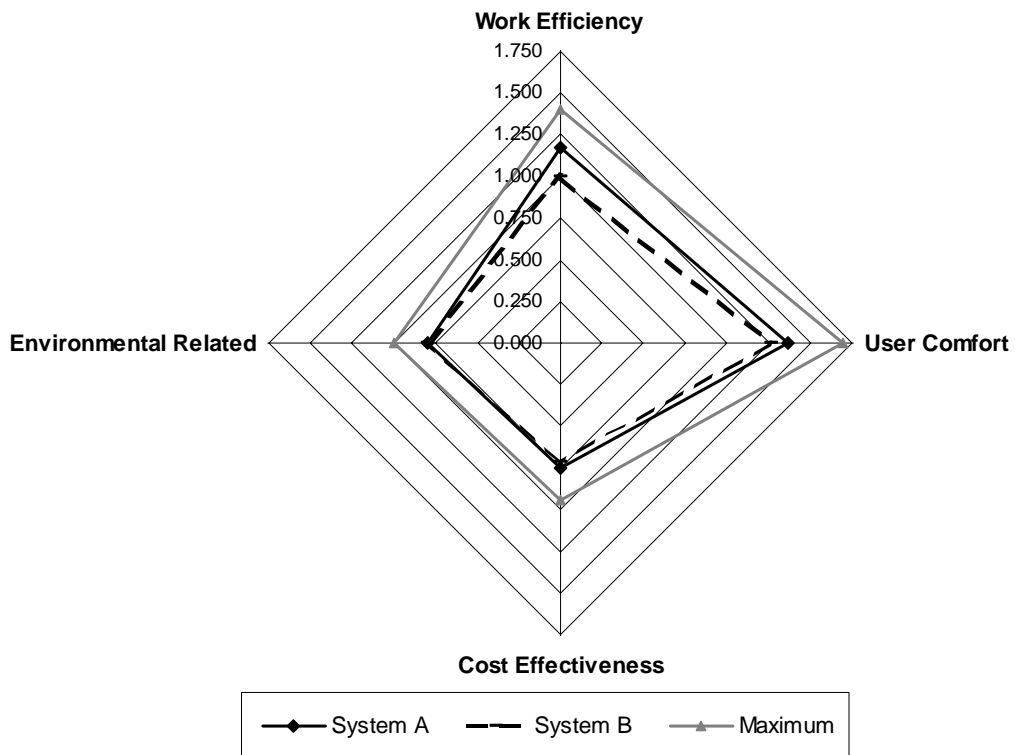 Work Efficiency
1.750
1.500
1.250
1.000
0.750
0.500
0.250
0.000
Environmental Related
User Comfort
Cost Effectiveness
System A System B Maximum